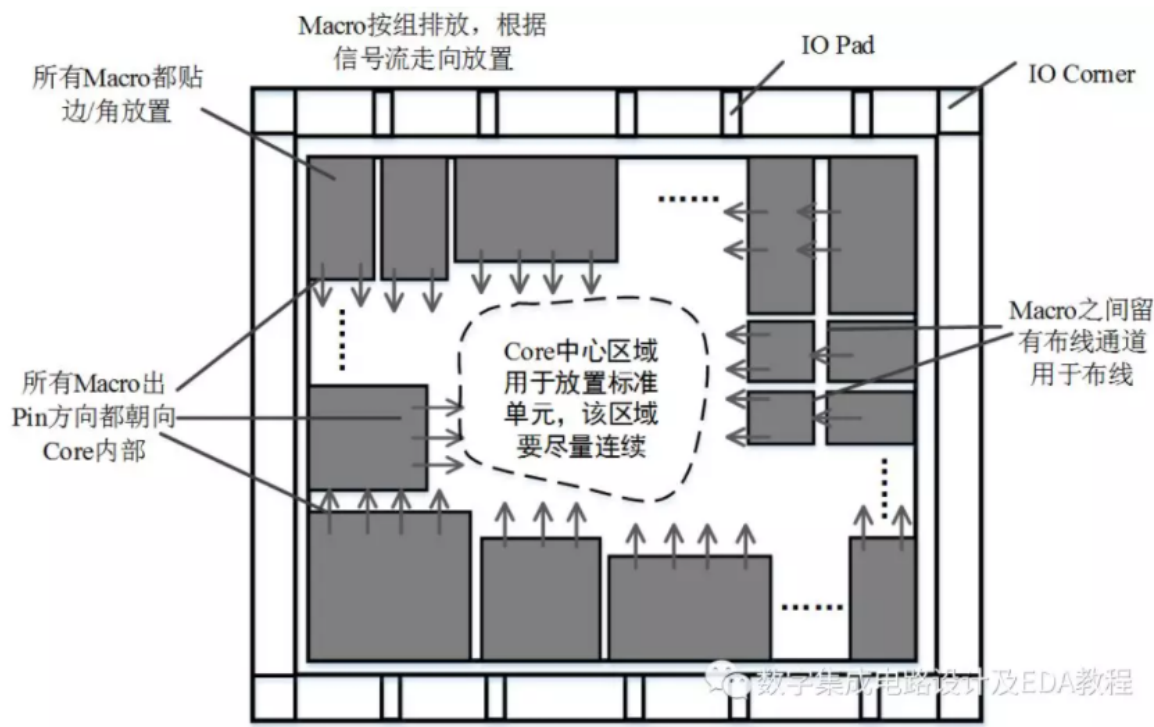 Macro按组排放，根据
信号流走向放置
IO Pad
IO Corner
所有Macro都贴
边/角放置
Macro之间留
有布线通道
用于布线
Core中心区域
用于放置标准
单元，该区域
要尽量连续
所有Macro出
Pin方向都朝向
Core内部
数字集成电路设计及EDA教程